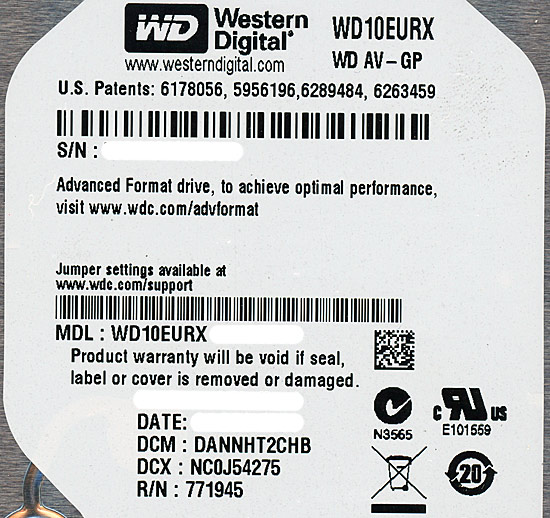 WD Western Digital® WD10EURX
www.westerndigital.com WD AV-GP
U.S. Patents: 6178056, 5956196,6289484, 6263459
S/N :
Advanced Format drive, to achieve optimal performance,
visit www.wdc.com/advformat
Jumper settings available at
www.wdc.com/support
MDL : WD10EURX
Product warranty will be void if seal,
label or cover is removed or damaged.
DATE:
DCM : DANNHT2CHB
DCX : NC0J54275
R/N : 771945
N3565
c RU us
E101559
20